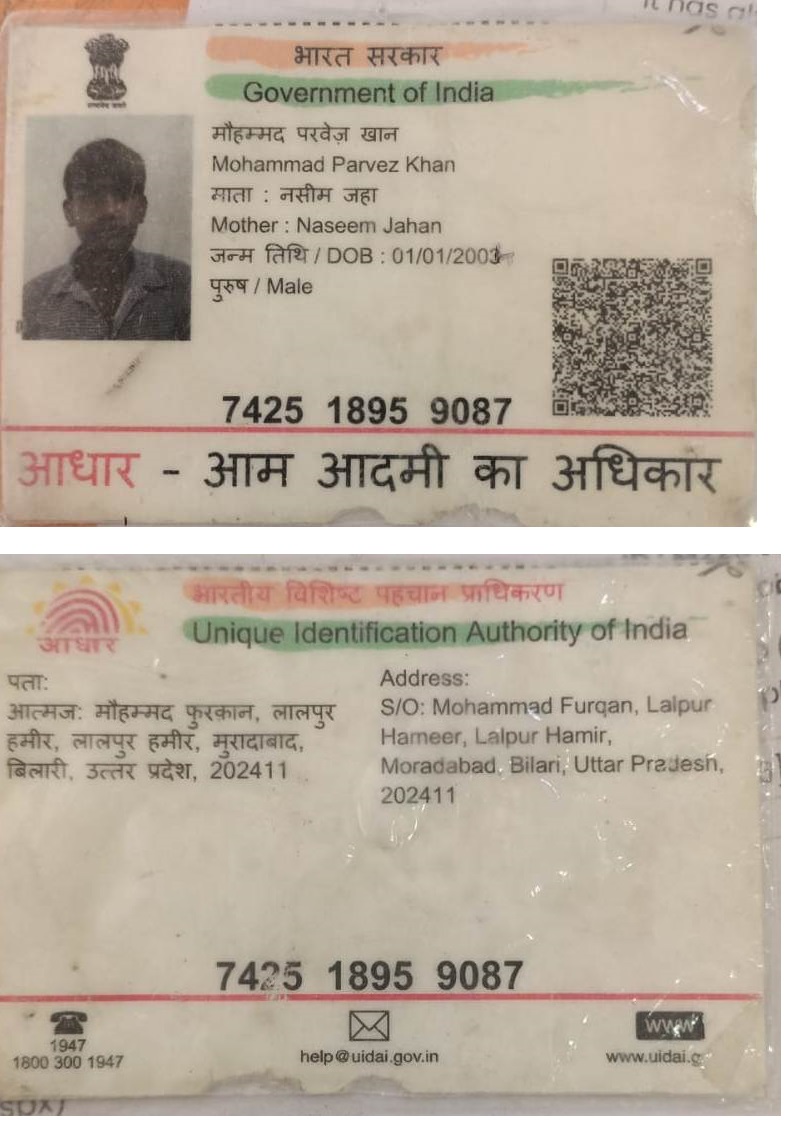 has
भारत सरकार
Government of India
मौहम्मद परवेज़ खान
Mohammad Parvez Khan
माता : नसीम जहा
Mother : Naseem Jahan
जन्म तिथि / DOB :
पुरुष / Male
7425 1895 9087
आधार - आम आदमी का अधिकार
भारतीय विशिष्ट पहचान प्राधिकरण
आधार
Unique Identification Authority of India
पता:
आत्मज: मौहम्मद फुरकान, लालपुर
हमीर, लालपुर हमीर, मुरादाबाद,
बिलारी, उत्तर प्रदेश, 202411
Address:
S/O: Mohammad Furqan, Lalpur
Hameer, Lalpur Hamir,
Moradabad, Bilari, Uttar Pradesh,
202411
7425 1895 9087
1947
1800 300 1947
help@uidai.gov.in
www
www.uidai.g